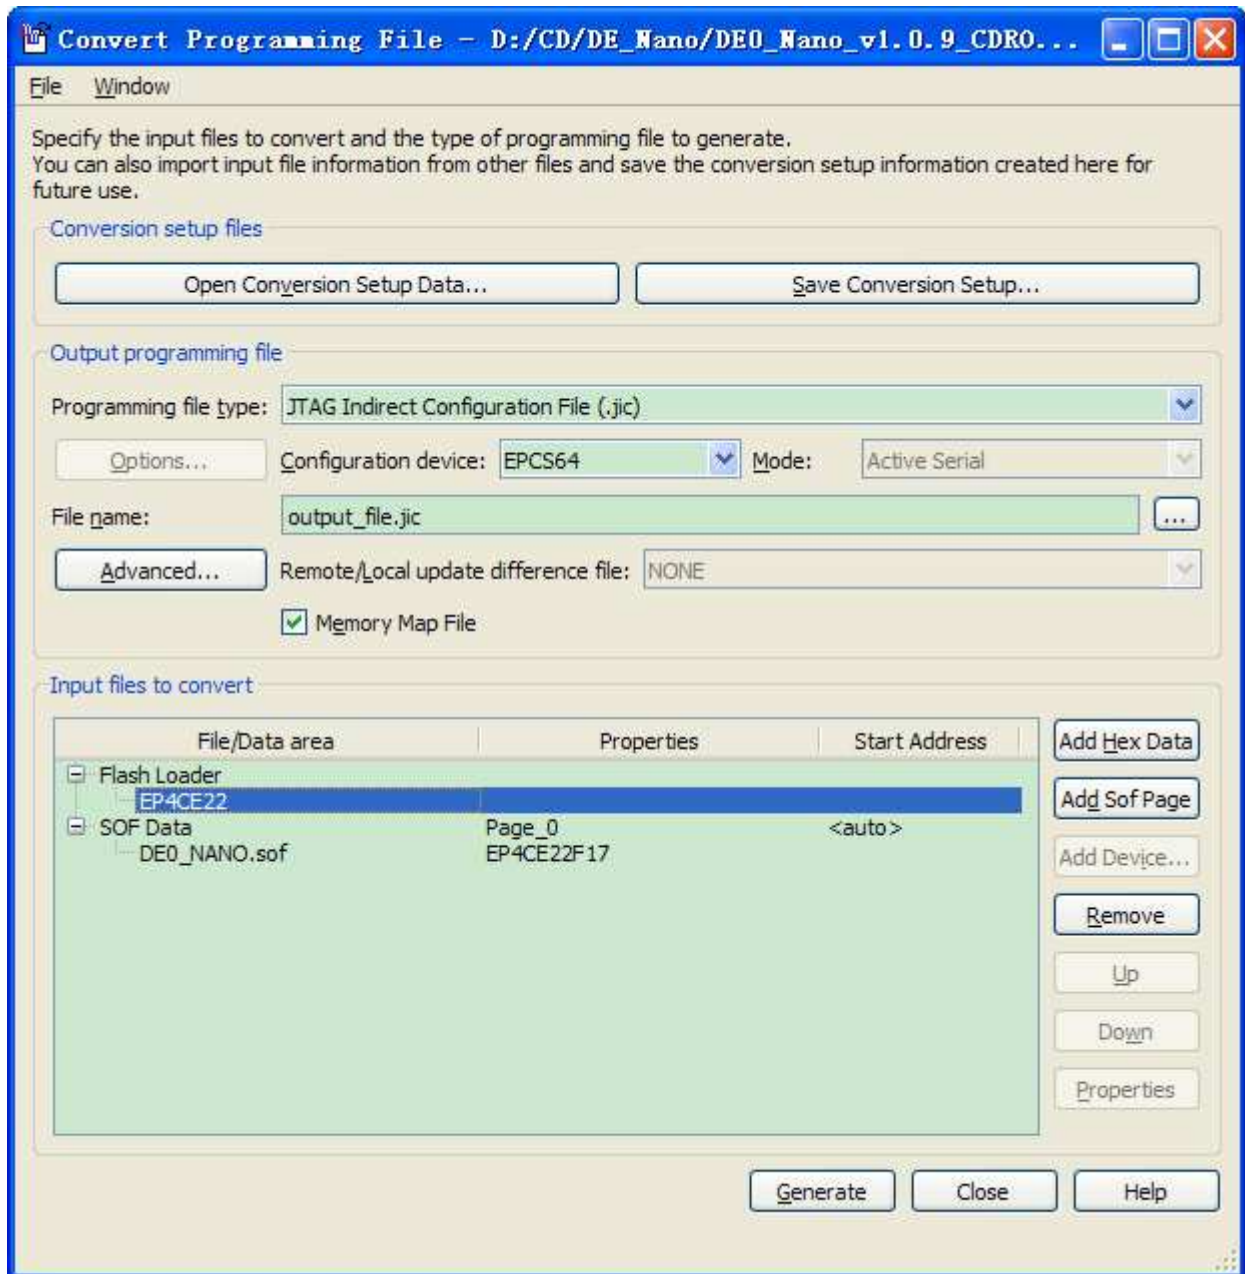 Convert Programming File - D:/CD/DE_Nano/DE0_Nano_v1.0.9_CDRO...
File Window
Specify the input files to convert and the type of programming file to generate.
You can also import input file information from other files and save the conversion setup information created here for
future use.
Conversion setup files
Open Conversion Setup Data... Save Conversion Setup...
Output programming file
Programming file type: JTAG Indirect Configuration File (.jic)
Options... Configuration device: EPCS64 Mode: Active Serial
File name: output_file.jic ...
Advanced... Remote/Local update difference file: NONE
Memory Map File
Input files to convert
File/Data area Properties Start Address Add Hex Data
Flash Loader
EP4CE22 Add Sof Page
SOF Data Page_0 <auto>
DE0_NANO.sof EP4CE22F17 Add Device...
Remove
Up
Down
Properties
Generate Close Help